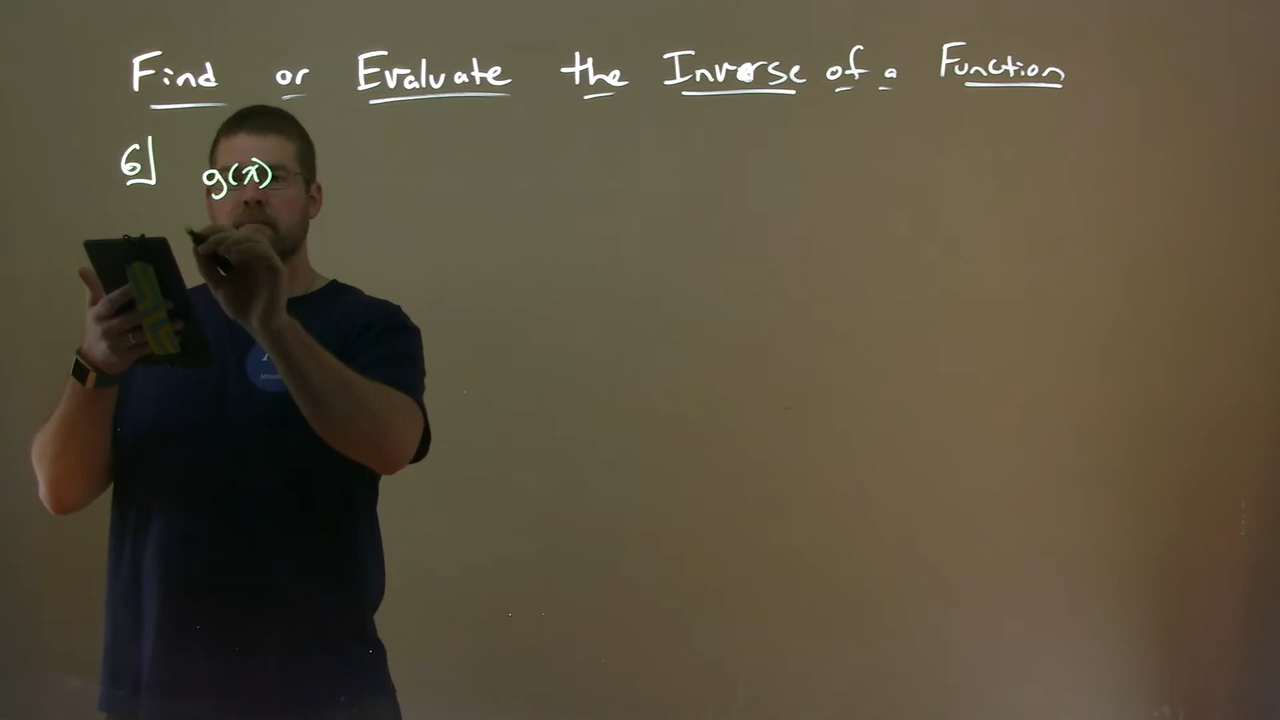 Find or Evaluate the Inverse of a Function
6] g(x)